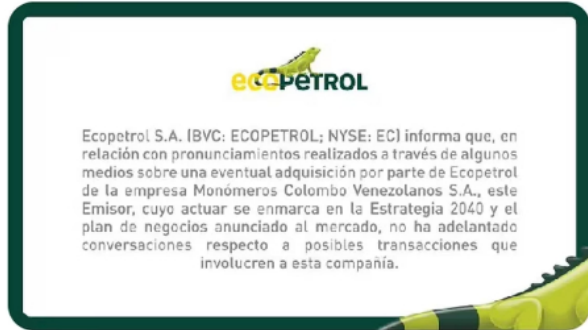 ecoPETROL
Ecopetrol S.A. (BVC: ECOPETROL; NYSE: EC) informa que, en
relación con pronunciamientos realizados a través de algunos
medios sobre una eventual adquisición por parte de Ecopetrol
de la empresa Monómeros Colombo Venezolanos S.A., este
Emisor, cuyo actuar se enmarca en la Estrategia 2040 y el
plan de negocios anunciado al mercado, no ha adelantado
conversaciones respecto a posibles transacciones que
involucren a esta compañía.